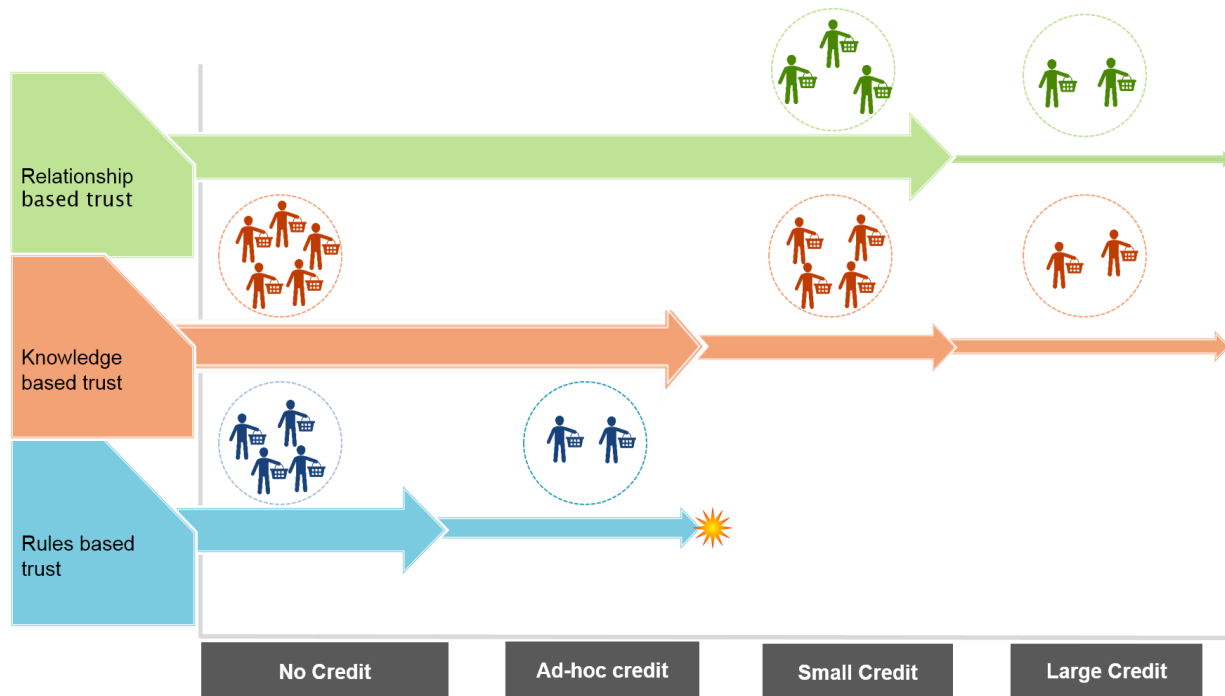 Relationship
based trust
Knowledge
based trust
Rules based
trust
No Credit
Ad-hoc credit
Small Credit
Large Credit